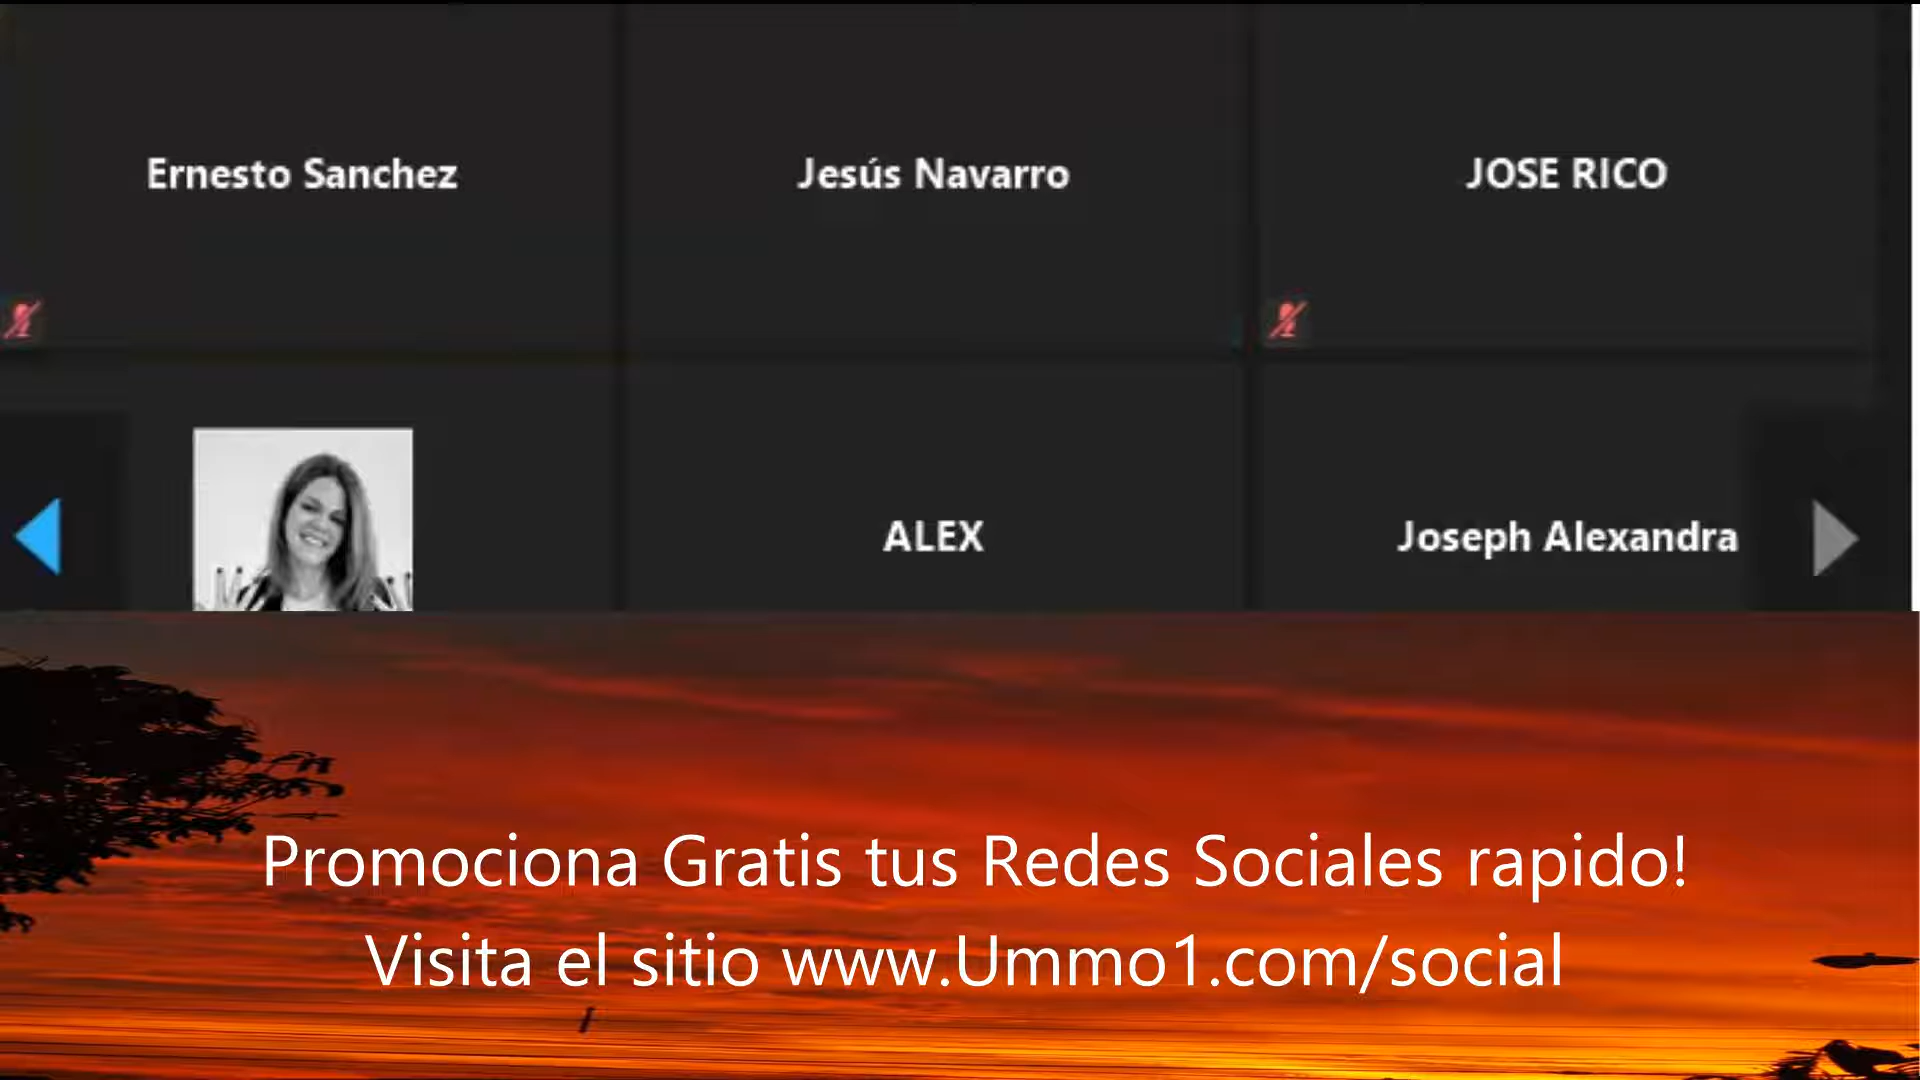 Ernesto Sanchez
Jesús Navarro
JOSE RICO
ALEX
Joseph Alexandra
Promociona Gratis tus Redes Sociales rapido!
Visita el sitio www.Ummo1.com/social